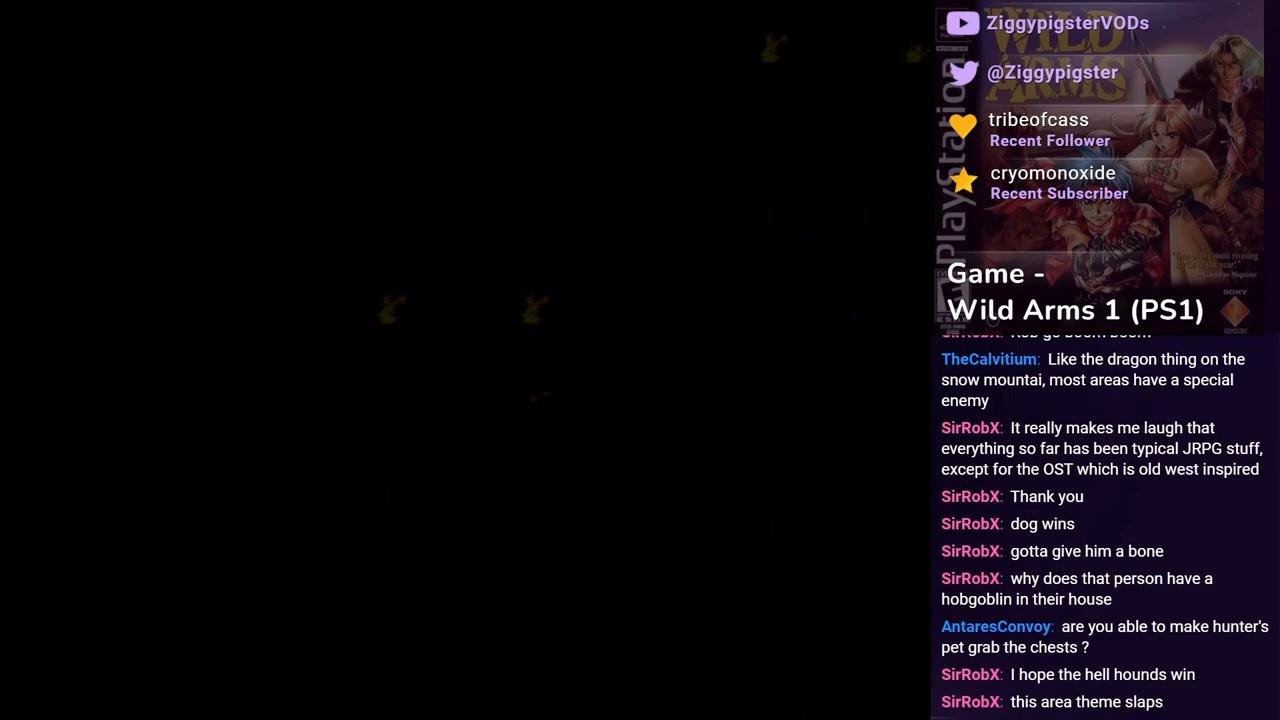 ZiggypigsterVODs
@Ziggypigster
tribeofcass
Recent Follower
cryomonoxide
Recent Subscriber
WILD
ARMS
PlayStation
Game -
Wild Arms 1 (PS1)
SONY
TheCalvitium: Like the dragon thing on the
snow mountai, most areas have a special
enemy
SirRobX: It really makes me laugh that
everything so far has been typical JRPG stuff,
except for the OST which is old west inspired
SirRobX: Thank you
SirRobX: dog wins
SirRobX: gotta give him a bone
SirRobX: why does that person have a
hobgoblin in their house
AntaresConvoy: are you able to make hunter's
pet grab the chests ?
SirRobX: I hope the hell hounds win
SirRobX: this area theme slaps